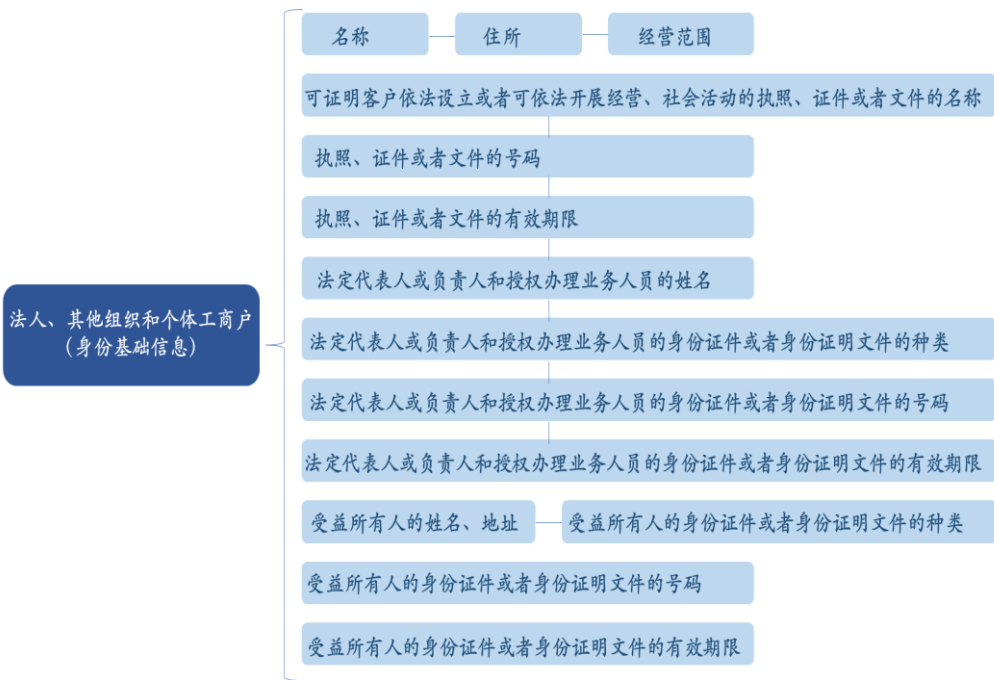 名称
住所
经营范围
可证明客户依法设立或者可依法开展经营、社会活动的执照、证件或者文件的名称
执照、证件或者文件的号码
执照、证件或者文件的有效期限
法定代表人或负责人和授权办理业务人员的姓名
法人、其他组织和个体工商户
（身份基础信息）
法定代表人或负责人和授权办理业务人员的身份证件或者身份证明文件的种类
法定代表人或负责人和授权办理业务人员的身份证件或者身份证明文件的号码
法定代表人或负责人和授权办理业务人员的身份证件或者身份证明文件的有效期限
受益所有人的姓名、地址
受益所有人的身份证件或者身份证明文件的种类
受益所有人的身份证件或者身份证明文件的号码
受益所有人的身份证件或者身份证明文件的有效期限